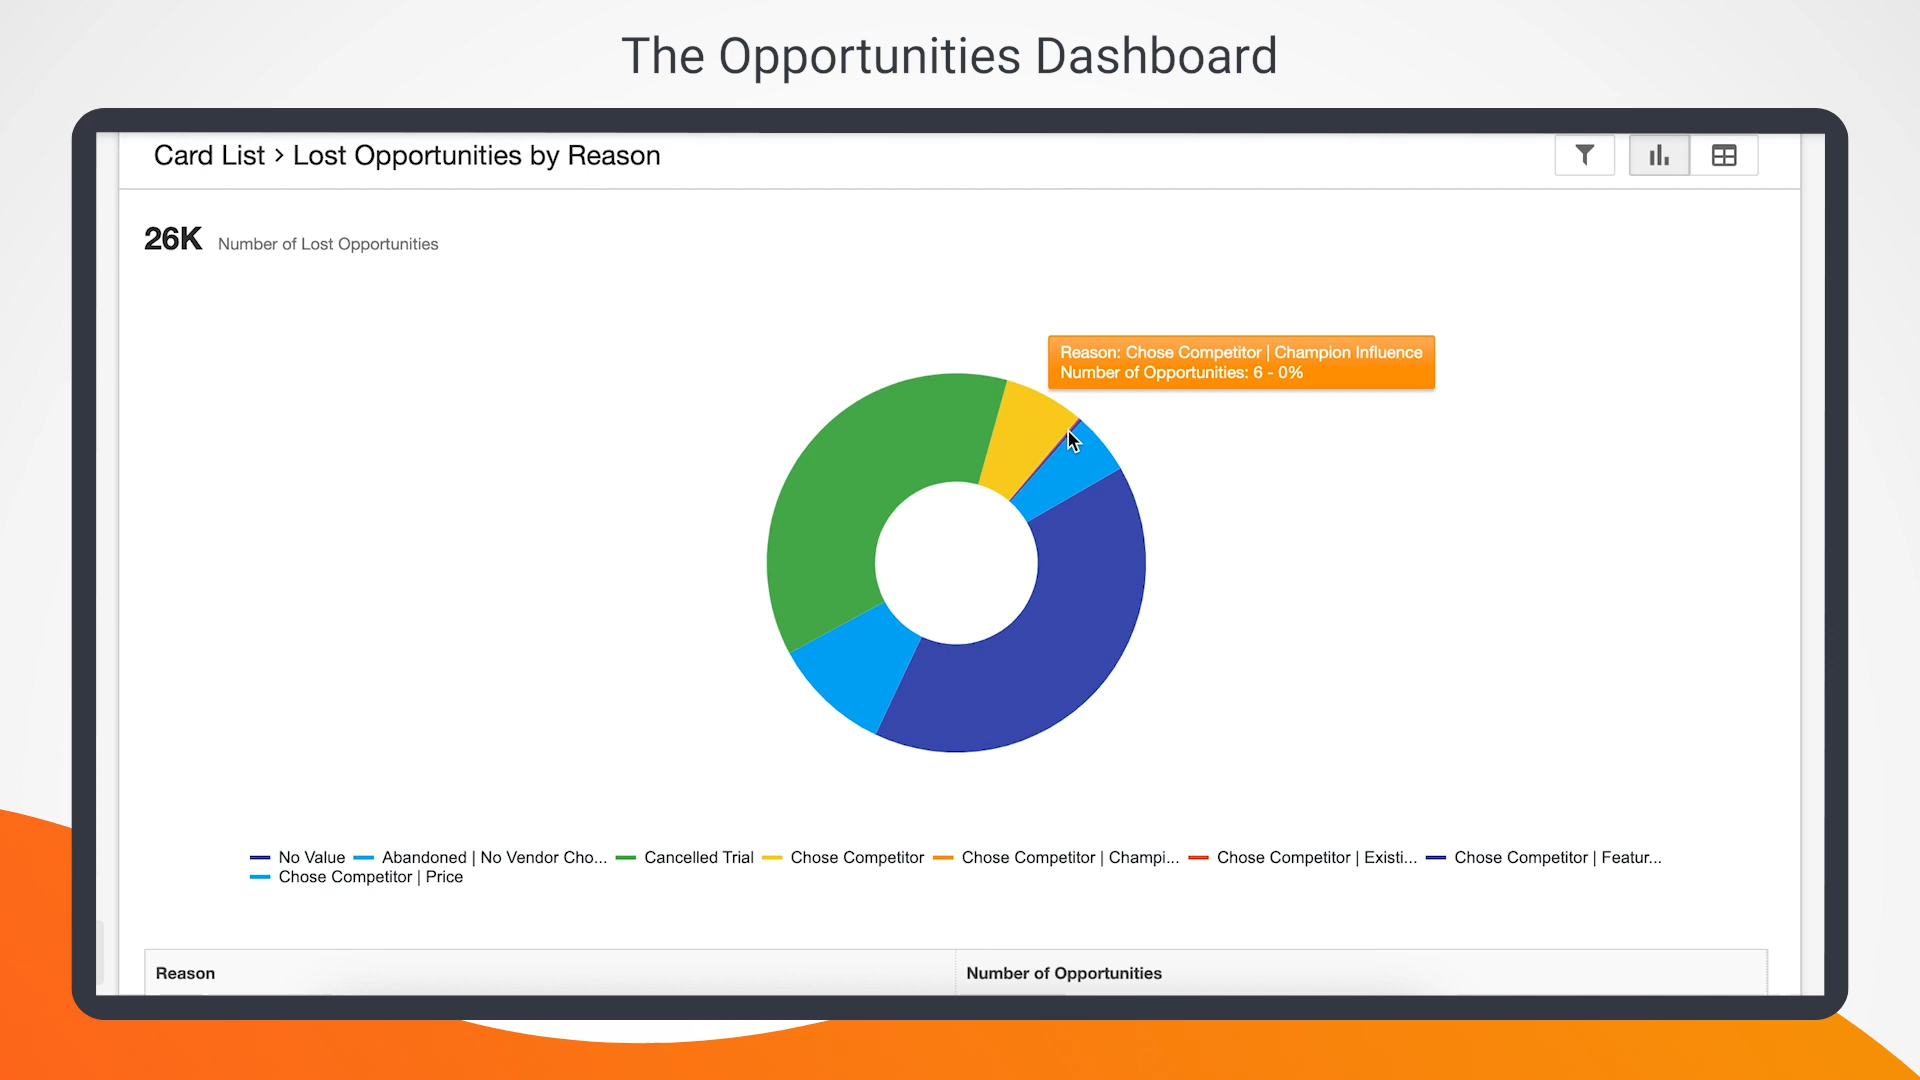 The Opportunities Dashboard
Card List > Lost Opportunities by Reason
26K Number of Lost Opportunities
Reason: Chose Competitor | Champion Influence
Number of Opportunities: 6 - 0%
No Value Abandoned | No Vendor Cho... Cancelled Trial Chose Competitor Chose Competitor | Champi... Chose Competitor | Existi... Chose Competitor | Featur...
Chose Competitor | Price
Reason Number of Opportunities